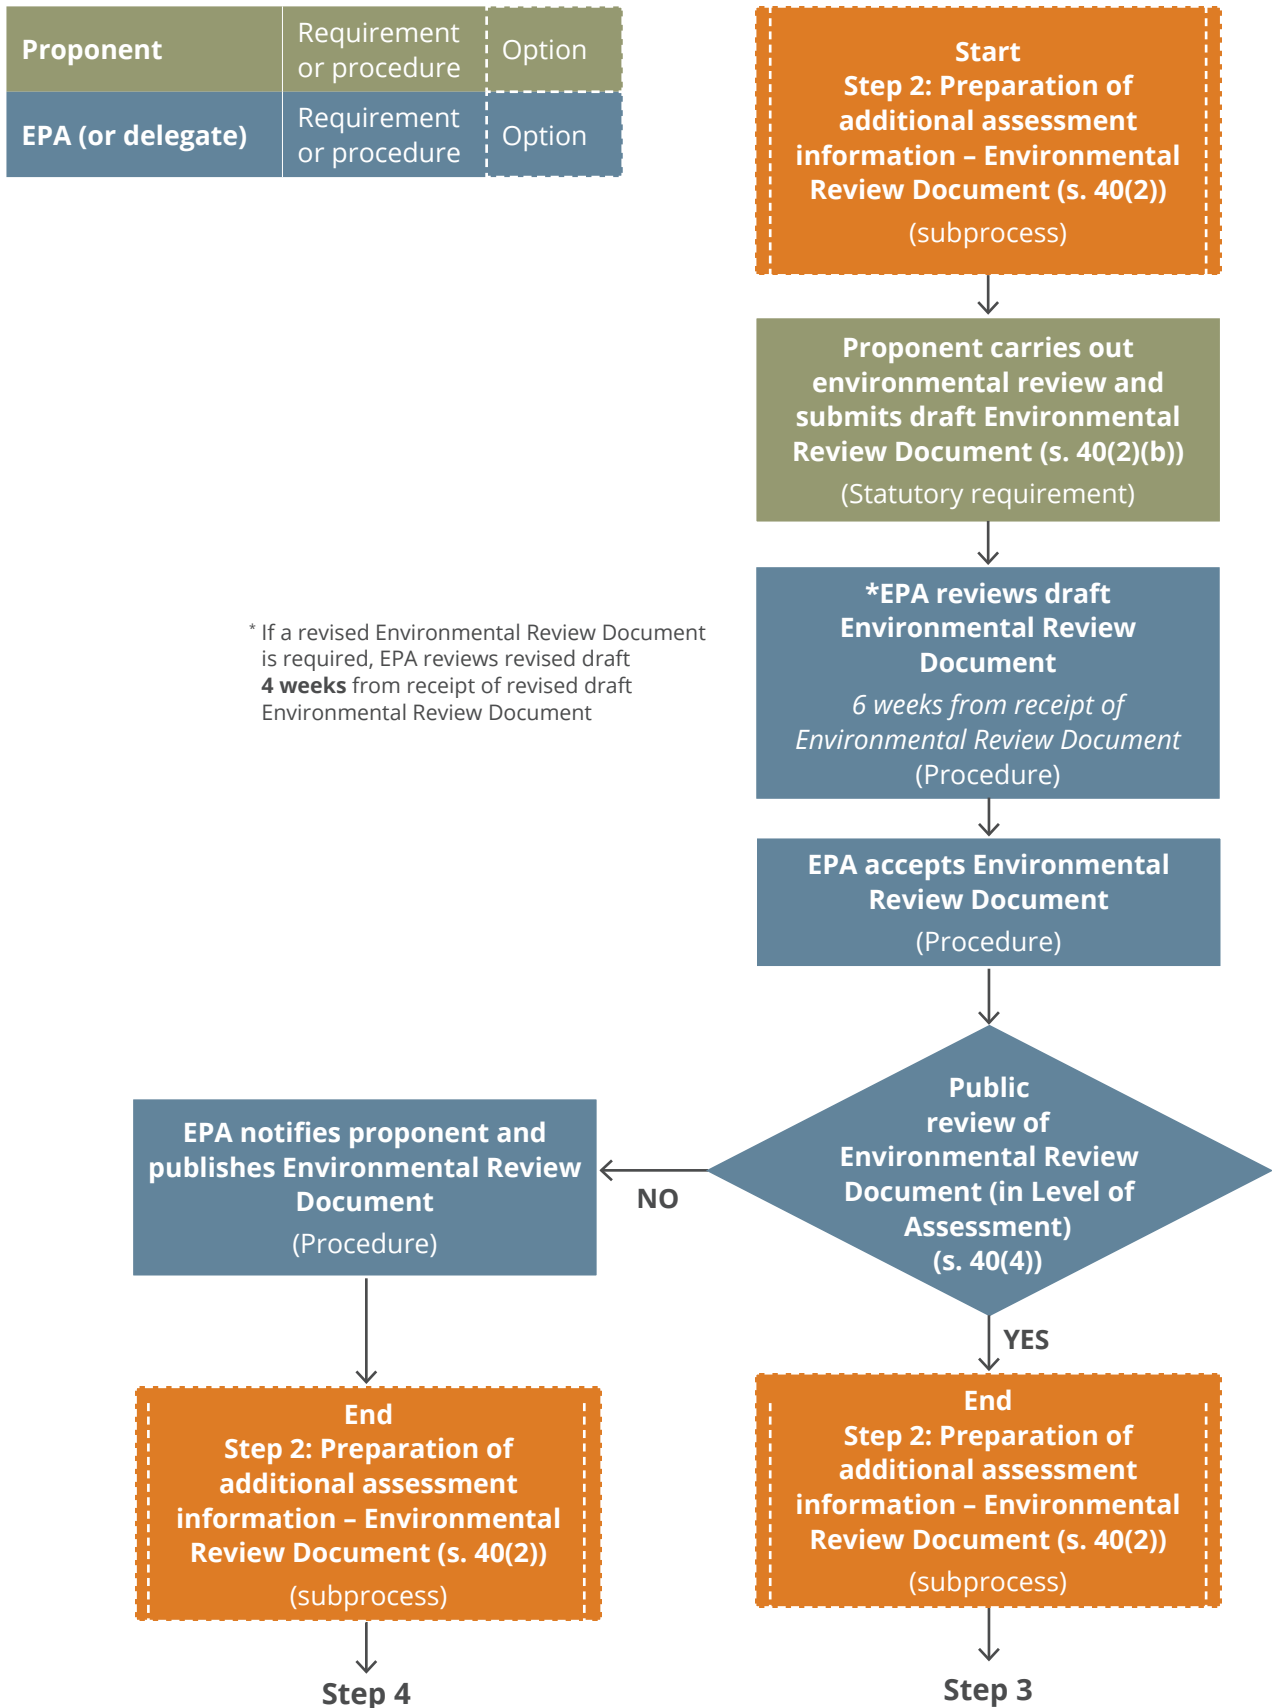 Proponent
Requirement
or procedure
Option
EPA (or delegate)
Requirement
or procedure
Option
Start
Step 2: Preparation of
additional assessment
information – Environmental
Review Document (s. 40(2))
(subprocess)
Proponent carries out
environmental review and
submits draft Environmental
Review Document (s. 40(2)(b))
(Statutory requirement)
*EPA reviews draft
Environmental Review
Document
6 weeks from receipt of
Environmental Review Document
(Procedure)
* If a revised Environmental Review Document
is required, EPA reviews revised draft
4 weeks from receipt of revised draft
Environmental Review Document
EPA accepts Environmental
Review Document
(Procedure)
Public
review of
Environmental Review
Document (in Level of
Assessment)
(s. 40(4))
NO
EPA notifies proponent and
publishes Environmental Review
Document
(Procedure)
YES
End
Step 2: Preparation of
additional assessment
information – Environmental
Review Document (s. 40(2))
(subprocess)
Step 4
End
Step 2: Preparation of
additional assessment
information – Environmental
Review Document (s. 40(2))
(subprocess)
Step 3